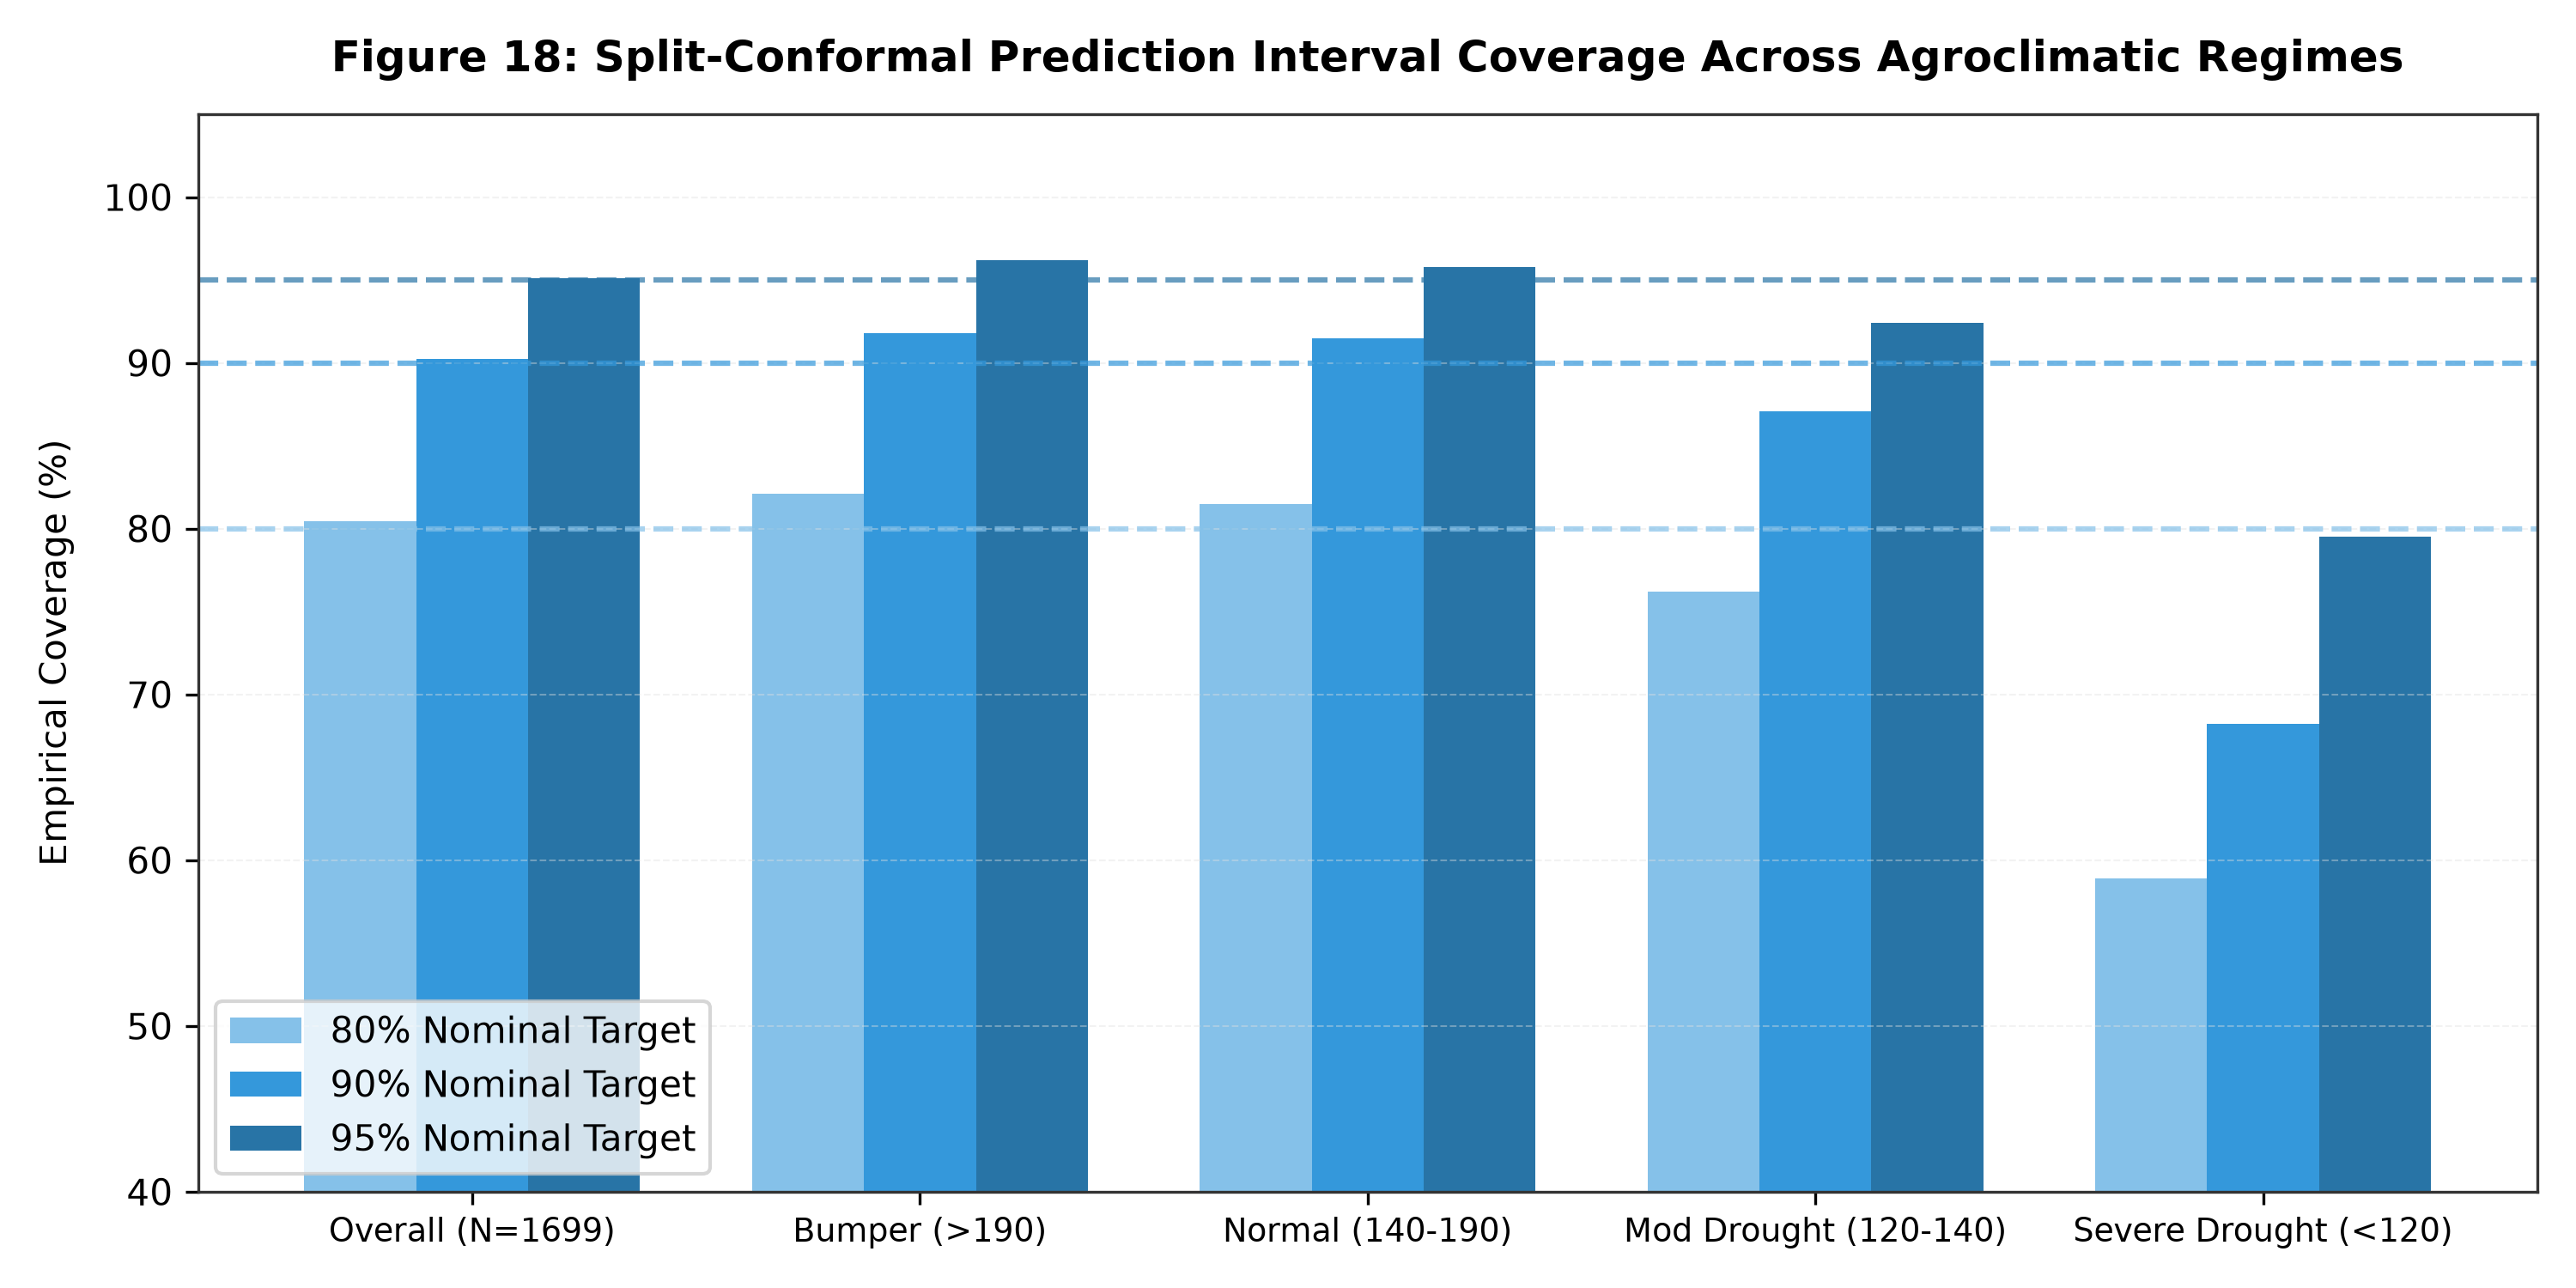 Figure 18: Split-Conformal Prediction Interval Coverage Across Agroclimatic Regimes
Empirical Coverage (%)
100
90
80
70
60
50
40
80% Nominal Target
90% Nominal Target
95% Nominal Target
Overall (N=1699)
Bumper (>190)
Normal (140-190)
Mod Drought (120-140)
Severe Drought (<120)